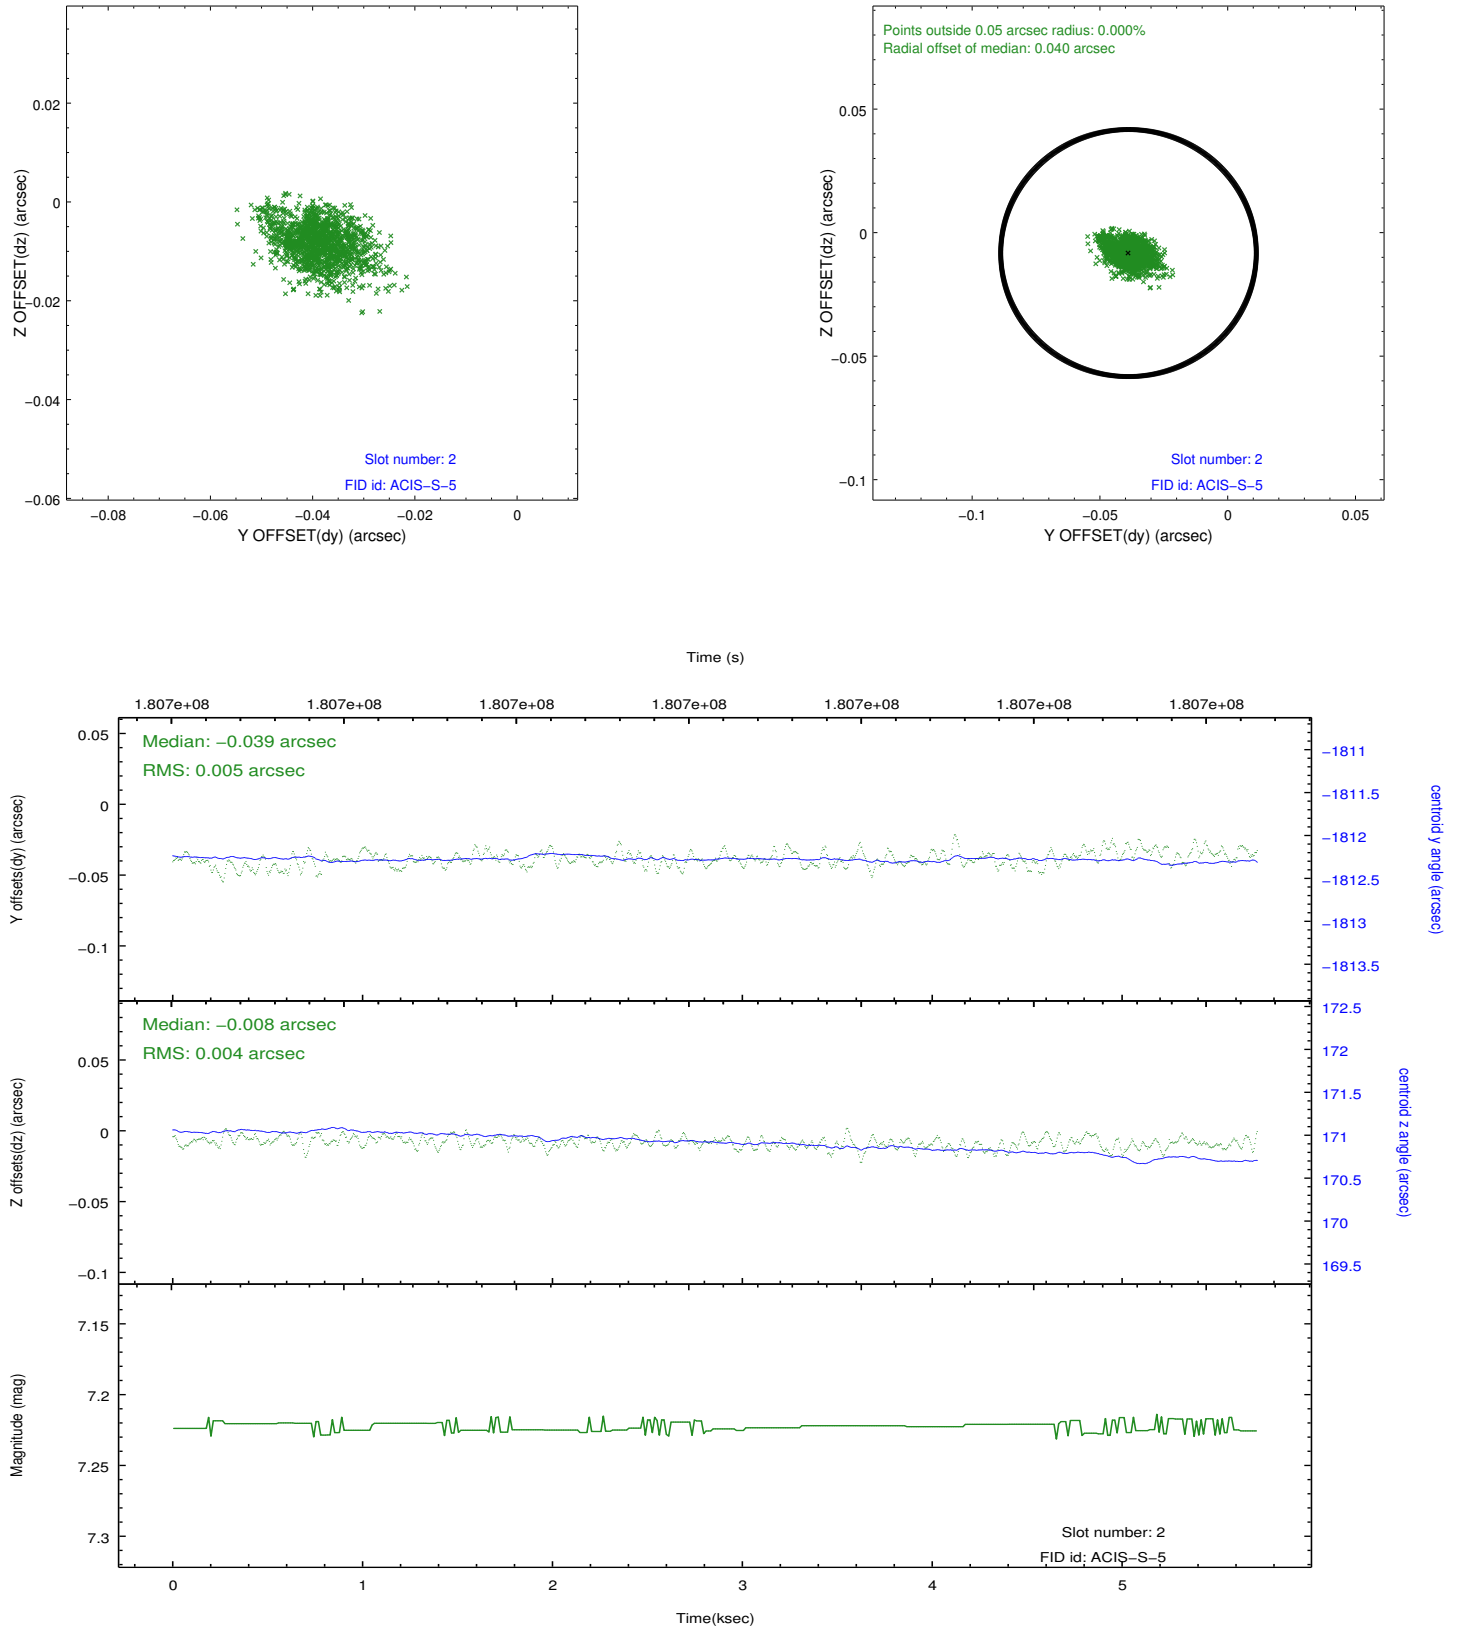 0.02
0
−0.02
−0.04
−0.06
Z OFFSET(dz) (arcsec)
Slot number: 2
FID id: ACIS−S−5
−0.08
−0.06
−0.04
−0.02
0
Y OFFSET(dy) (arcsec)
Points outside 0.05 arcsec radius: 0.000%
Radial offset of median: 0.040 arcsec
0.05
0
−0.05
−0.1
Z OFFSET(dz) (arcsec)
Slot number: 2
FID id: ACIS−S−5
−0.1
−0.05
0
0.05
Y OFFSET(dy) (arcsec)
Time (s)
1.807e+08
1.807e+08
1.807e+08
1.807e+08
1.807e+08
1.807e+08
1.807e+08
Median: −0.039 arcsec
RMS: 0.005 arcsec
0.05
0
−0.05
−0.1
Y offsets(dy) (arcsec)
−1811
−1811.5
−1812
−1812.5
−1813
−1813.5
centroid y angle (arcsec)
Median: −0.008 arcsec
RMS: 0.004 arcsec
0.05
0
−0.05
−0.1
Z offsets(dz) (arcsec)
172.5
172
171.5
171
170.5
170
169.5
centroid z angle (arcsec)
7.15
7.2
7.25
7.3
Magnitude (mag)
Slot number: 2
FID id: ACIS−S−5
0
1
2
3
4
5
Time(ksec)